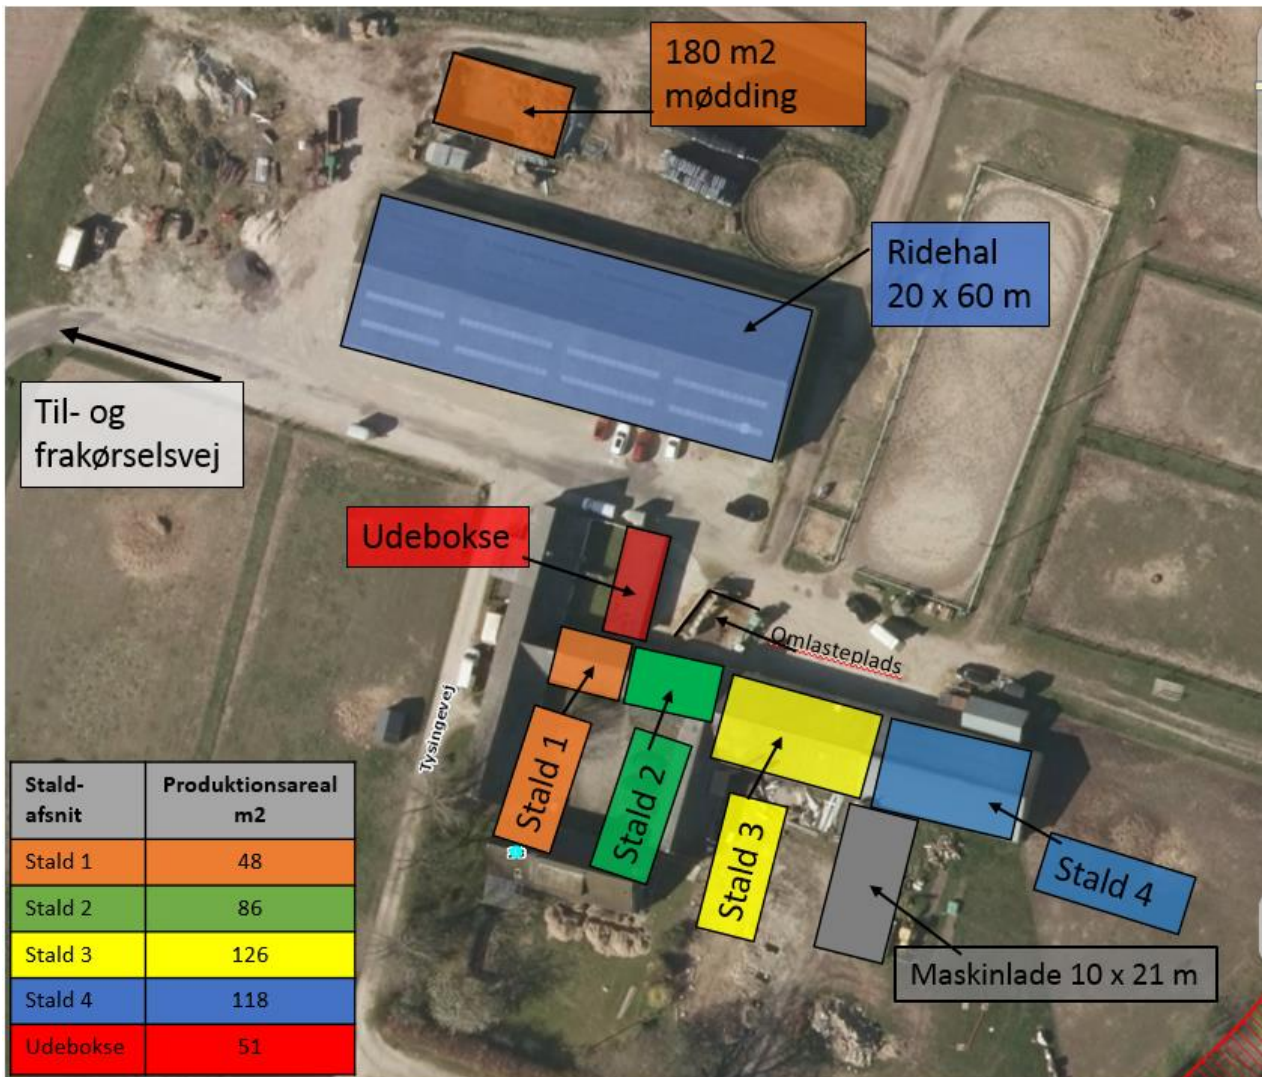 180 m2
mødding
Ridehal
20 x 60 m
Til- og
frakørselsvej
Udebokse
Omlasteplads
Tysingevej
Stald 1
Stald 2
Stald 3
Stald 4
Maskinlade 10 x 21 m
Stald-
afsnit
Produktionsareal
m2
Stald 1 48
Stald 2 86
Stald 3 126
Stald 4 118
Udebokse 51